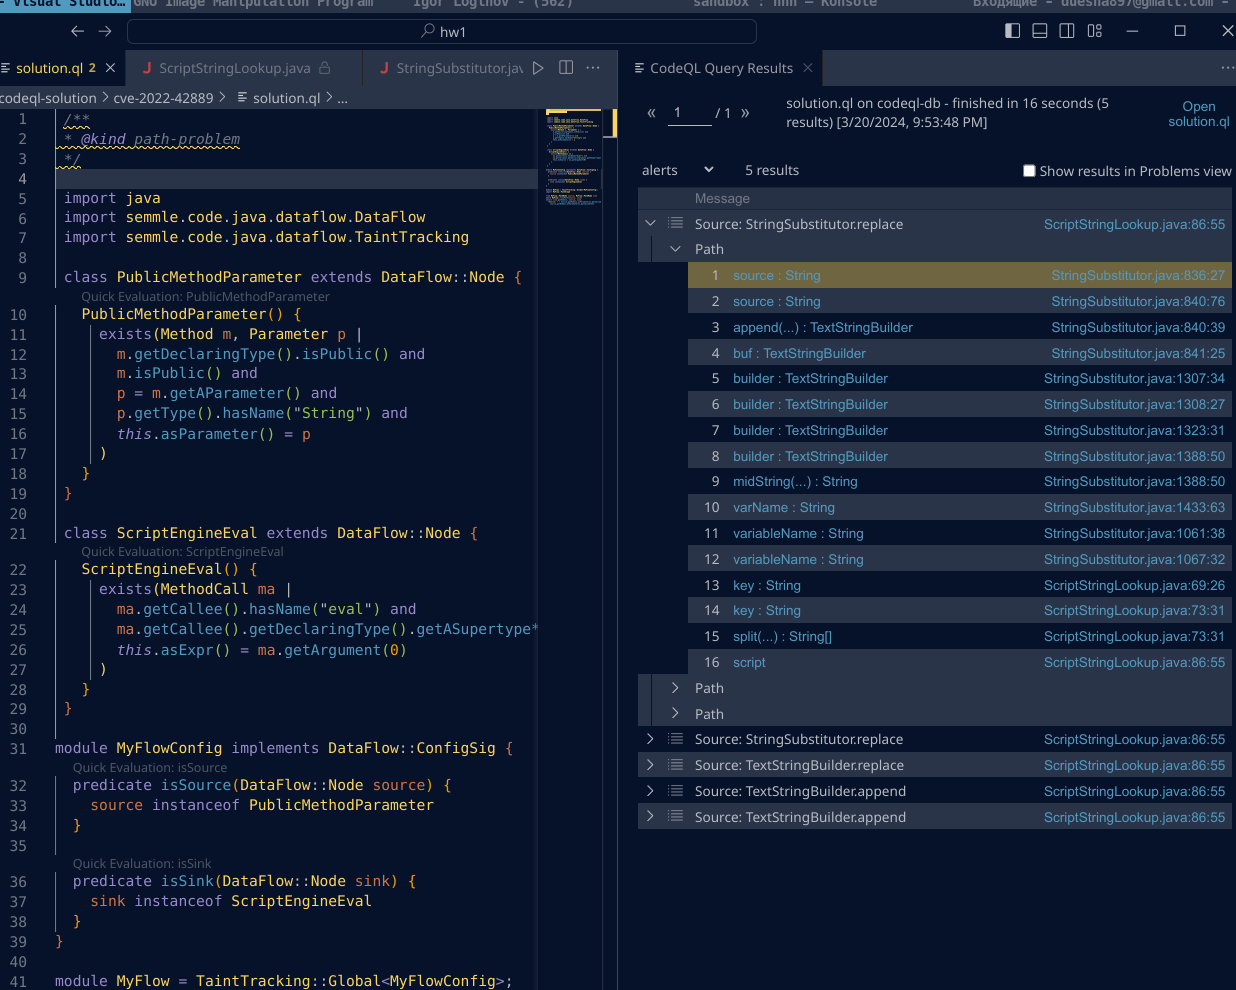 - Visual Studio… GNU Image Manipulation Program Igor Loginov - (562) sandbox : nnn — Konsole Входящие - duesha897@gmail.com -
hw1
solution.ql 2 ScriptStringLookup.java StringSubstitutor.jav
CodeQL Query Results
codeql-solution > cve-2022-42889 > solution.ql > ...
1 /**
2 * @kind path-problem
3 */
4
5 import java
6 import semmle.code.java.dataflow.DataFlow
7 import semmle.code.java.dataflow.TaintTracking
8
9 class PublicMethodParameter extends DataFlow::Node {
Quick Evaluation: PublicMethodParameter
10 PublicMethodParameter() {
11 exists(Method m, Parameter p |
12 m.getDeclaringType().isPublic() and
13 m.isPublic() and
14 p = m.getAParameter() and
15 p.getType().hasName("String") and
16 this.asParameter() = p
17 )
18 }
19 }
20
21 class ScriptEngineEval extends DataFlow::Node {
Quick Evaluation: ScriptEngineEval
22 ScriptEngineEval() {
23 exists(MethodCall ma |
24 ma.getCallee().hasName("eval") and
25 ma.getCallee().getDeclaringType().getASupertype*
26 this.asExpr() = ma.getArgument(0)
27 )
28 }
29 }
30
31 module MyFlowConfig implements DataFlow::ConfigSig {
Quick Evaluation: isSource
32 predicate isSource(DataFlow::Node source) {
33 source instanceof PublicMethodParameter
34 }
35
Quick Evaluation: isSink
36 predicate isSink(DataFlow::Node sink) {
37 sink instanceof ScriptEngineEval
38 }
39 }
40
41 module MyFlow = TaintTracking::Global<MyFlowConfig>;
« 1 / 1 » solution.ql on codeql-db - finished in 16 seconds (5
results) [3/20/2024, 9:53:48 PM]
Open
solution.ql
alerts 5 results Show results in Problems view
Message
Source: StringSubstitutor.replace ScriptStringLookup.java:86:55
Path
1 source : String StringSubstitutor.java:836:27
2 source : String StringSubstitutor.java:840:76
3 append(...) : TextStringBuilder StringSubstitutor.java:840:39
4 buf : TextStringBuilder StringSubstitutor.java:841:25
5 builder : TextStringBuilder StringSubstitutor.java:1307:34
6 builder : TextStringBuilder StringSubstitutor.java:1308:27
7 builder : TextStringBuilder StringSubstitutor.java:1323:31
8 builder : TextStringBuilder StringSubstitutor.java:1388:50
9 midString(...) : String StringSubstitutor.java:1388:50
10 varName : String StringSubstitutor.java:1433:63
11 variableName : String StringSubstitutor.java:1061:38
12 variableName : String StringSubstitutor.java:1067:32
13 key : String ScriptStringLookup.java:69:26
14 key : String ScriptStringLookup.java:73:31
15 split(...) : String[] ScriptStringLookup.java:73:31
16 script ScriptStringLookup.java:86:55
Path
Path
Source: StringSubstitutor.replace ScriptStringLookup.java:86:55
Source: TextStringBuilder.replace ScriptStringLookup.java:86:55
Source: TextStringBuilder.append ScriptStringLookup.java:86:55
Source: TextStringBuilder.append ScriptStringLookup.java:86:55